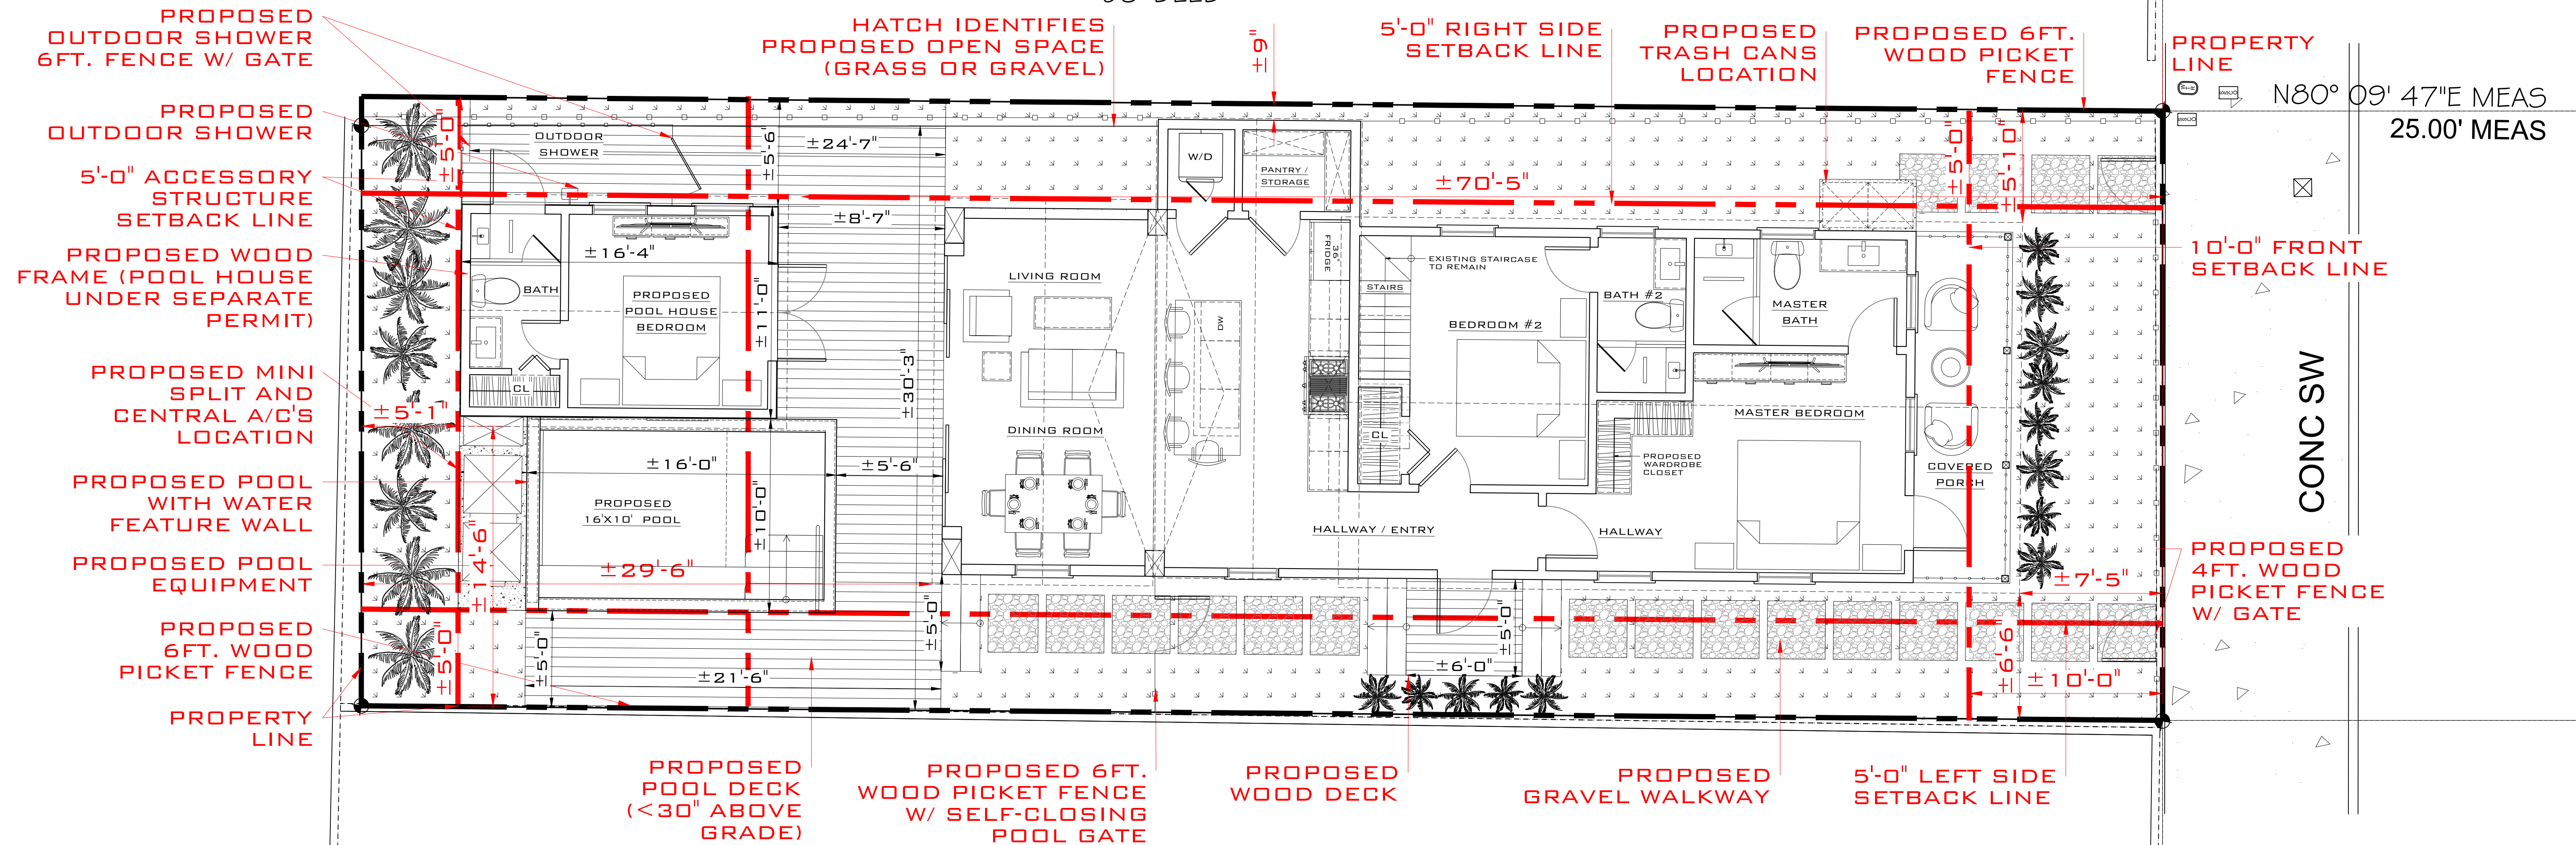 PROPOSED
OUTDOOR SHOWER
6FT. FENCE W/ GATE
HATCH IDENTIFIES
PROPOSED OPEN SPACE
(GRASS OR GRAVEL)
±9"
5'-0" RIGHT SIDE
SETBACK LINE
PROPOSED
TRASH CANS
LOCATION
PROPOSED 6FT.
WOOD PICKET
FENCE
PROPERTY
LINE
N80° 09' 47"E MEAS
25.00' MEAS
PROPOSED
OUTDOOR SHOWER
5'-0" ACCESSORY
STRUCTURE
SETBACK LINE
PROPOSED WOOD
FRAME (POOL HOUSE
UNDER SEPARATE
PERMIT)
PROPOSED MINI
SPLIT AND
CENTRAL A/C'S
LOCATION
PROPOSED POOL
WITH WATER
FEATURE WALL
PROPOSED POOL
EQUIPMENT
PROPOSED
6FT. WOOD
PICKET FENCE
PROPERTY
LINE
±5'-0"
OUTDOOR
SHOWER
±5'-6"
±24'-7"
±8'-7"
±16'-4"
BATH
PROPOSED
POOL HOUSE
BEDROOM
±11'-0"
CL
±30'-3"
±5'-1"
±14'-6"
±16'-0"
±5'-6"
PROPOSED
16'X10' POOL
±10'-0"
±29'-6"
±5'-0"
±5'-0"
±21'-6"
±5'-0"
LIVING ROOM
DINING ROOM
W/D
PANTRY /
STORAGE
36"
FRIDGE
DW
±70'-5"
EXISTING STAIRCASE
TO REMAIN
STAIRS
BEDROOM #2
CL
BATH #2
MASTER
BATH
MASTER BEDROOM
PROPOSED
WARDROBE
CLOSET
HALLWAY / ENTRY
HALLWAY
COVERED
PORCH
±5'-0"
±5'-10"
±5'-0"
±6'-0"
±7'-5"
±6'-6"
±10'-0"
10'-0" FRONT
SETBACK LINE
CONC SW
PROPOSED
4FT. WOOD
PICKET FENCE
W/ GATE
PROPOSED
POOL DECK
(<30" ABOVE
GRADE)
PROPOSED 6FT.
WOOD PICKET FENCE
W/ SELF-CLOSING
POOL GATE
PROPOSED
WOOD DECK
PROPOSED
GRAVEL WALKWAY
5'-0" LEFT SIDE
SETBACK LINE